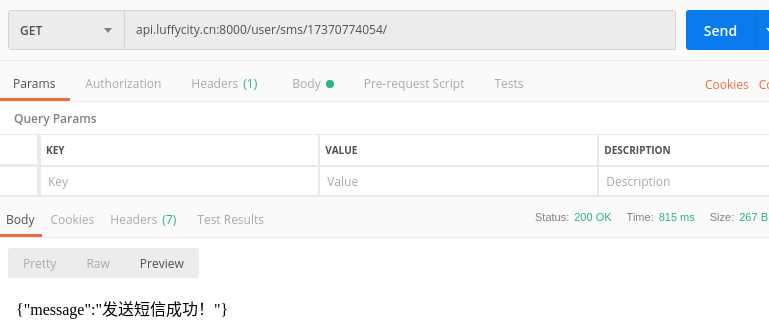 GET api.luffycity.cn:8000/user/sms/17370774054/ Send
Params Authorization Headers (1) Body Pre-request Script Tests Cookies
Query Params
KEY VALUE DESCRIPTION
Key Value Description
Body Cookies Headers (7) Test Results Status: 200 OK Time: 815 ms Size: 267 B
Pretty Raw Preview
{"message":"发送短信成功！"}